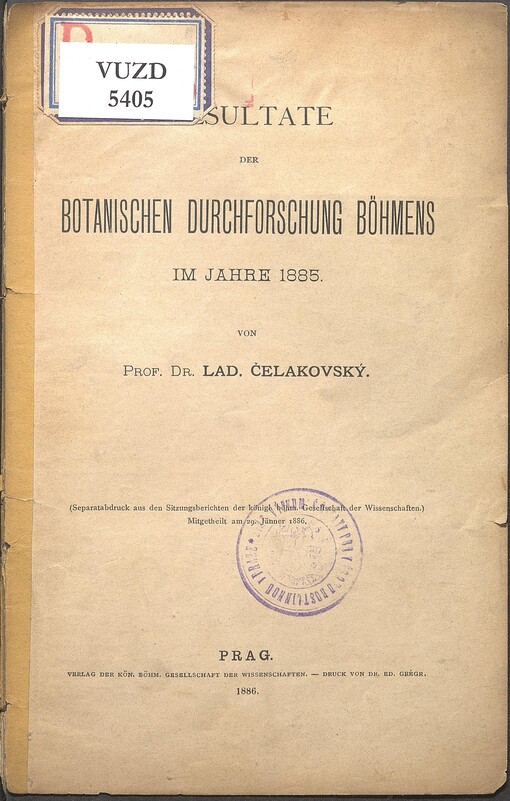 VUZD
5405
ESULTATE
DER
BOTANISCHEN DURCHFORSCHUNG BÖHMENS
IM JAHRE 1885.
VON
PROF. DR. LAD. ČELAKOVSKÝ.
(Separatabdruck aus den Sitzungsberichten der königl. böhm. Gesellschaft der Wissenschaften.)
Mitgetheilt am 29. Jänner 1886.
PRAG.
VERLAG DER KÖN. BÖHM. GESELLSCHAFT DER WISSENSCHAFTEN. — DRUCK VON DR. ED. GRÉGR.
1886.